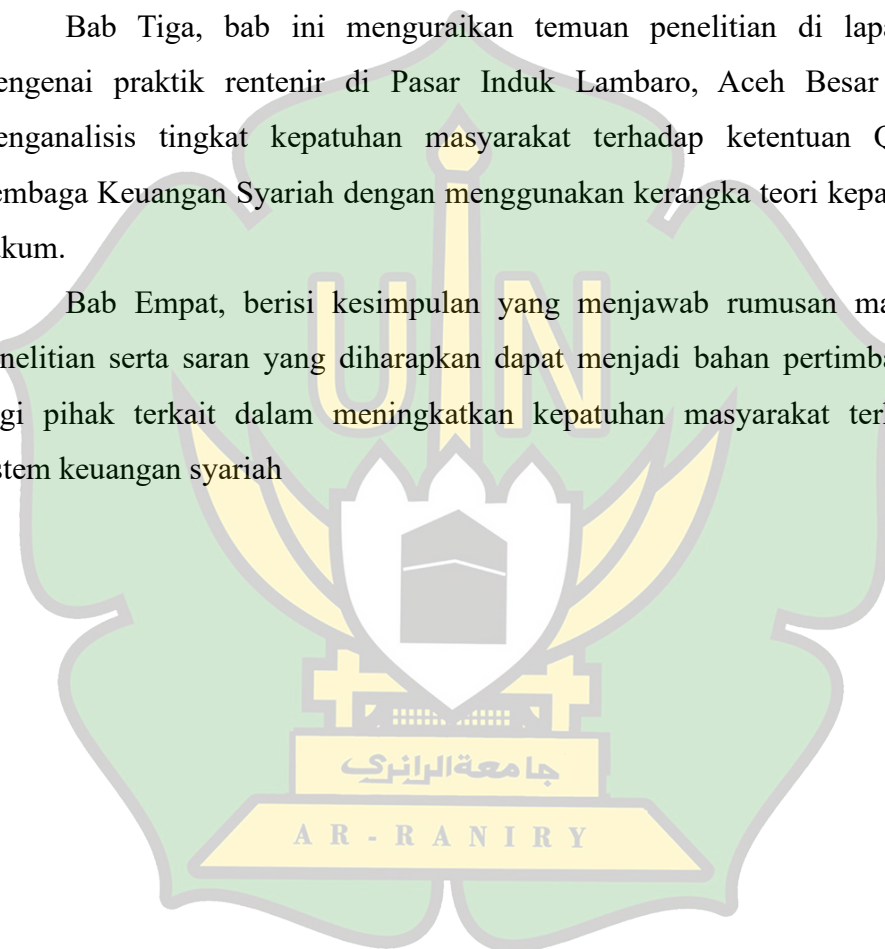 Bab Tiga, bab ini menguraikan temuan penelitian di lapa
engenai praktik rentenir di Pasar Induk Lambaro, Aceh Besar
enganalisis tingkat kepatuhan masyarakat terhadap ketentuan Q
embaga Keuangan Syariah dengan menggunakan kerangka teori kepa
kum.
Bab Empat, berisi kesimpulan yang menjawab rumusan ma
nelitian serta saran yang diharapkan dapat menjadi bahan pertimba
gi pihak terkait dalam meningkatkan kepatuhan masyarakat ter
stem keuangan syariah
UIN
جامعةالرانري
AR-RANIRY